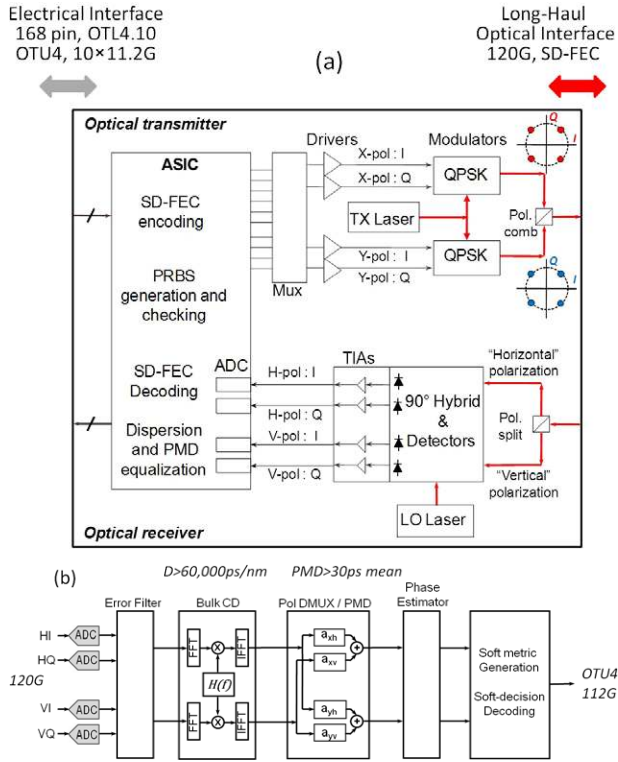 Electrical Interface
168 pin, OTL4.10
OTU4, 10×11.2G
Long-Haul
Optical Interface
120G, SD-FEC
(a)
Optical transmitter
ASIC
SD-FEC
encoding
PRBS
generation and
checking
Mux
Drivers
X-pol : I
X-pol : Q
Y-pol : I
Y-pol : Q
TX Laser
Modulators
QPSK
QPSK
Q
I
Pol.
comb
Q
I
SD-FEC
Decoding
ADC
Dispersion and
PMD
equalization
TIAs
H-pol : I
H-pol : Q
V-pol : I
V-pol : Q
90° Hybrid
&
Detectors
LO Laser
"Horizontal"
polarization
Pol.
split
"Vertical"
polarization
Optical receiver
(b)
D>60,000ps/nm
PMD>30ps mean
Error Filter
Bulk CD
Pol DMUX / PMD
Phase
Estimator
HI
ADC
HQ
ADC
120G
VI
ADC
VQ
ADC
FFT
IFFT
H(f)
FFT
IFFT
axh
axv
ayh
ayv
Soft metric
Generation
Soft-decision
Decoding
OTU4
112G